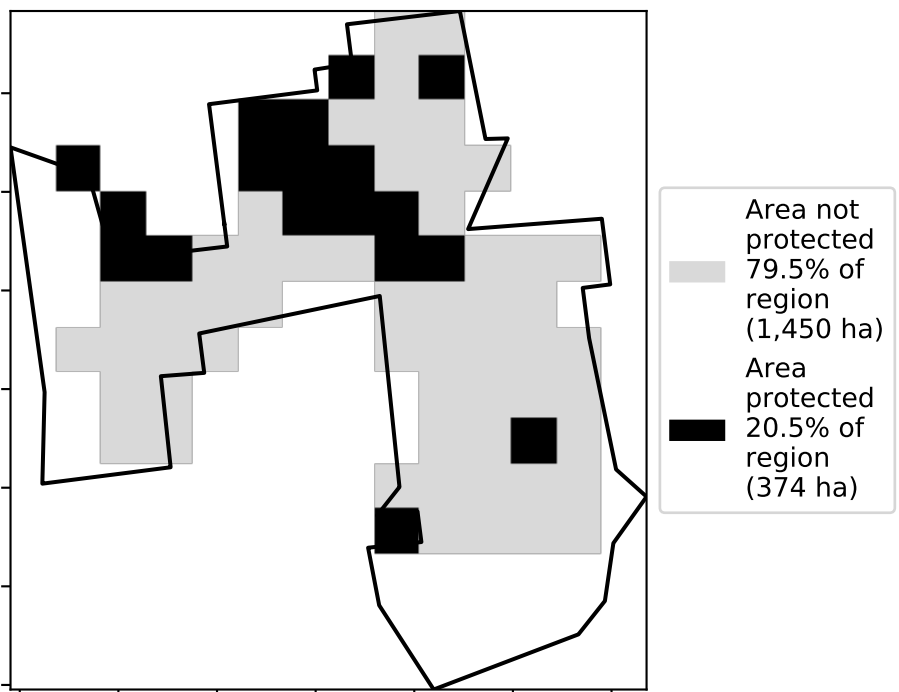 Area not
protected
79.5% of
region
(1,450 ha)
Area
protected
20.5% of
region
(374 ha)